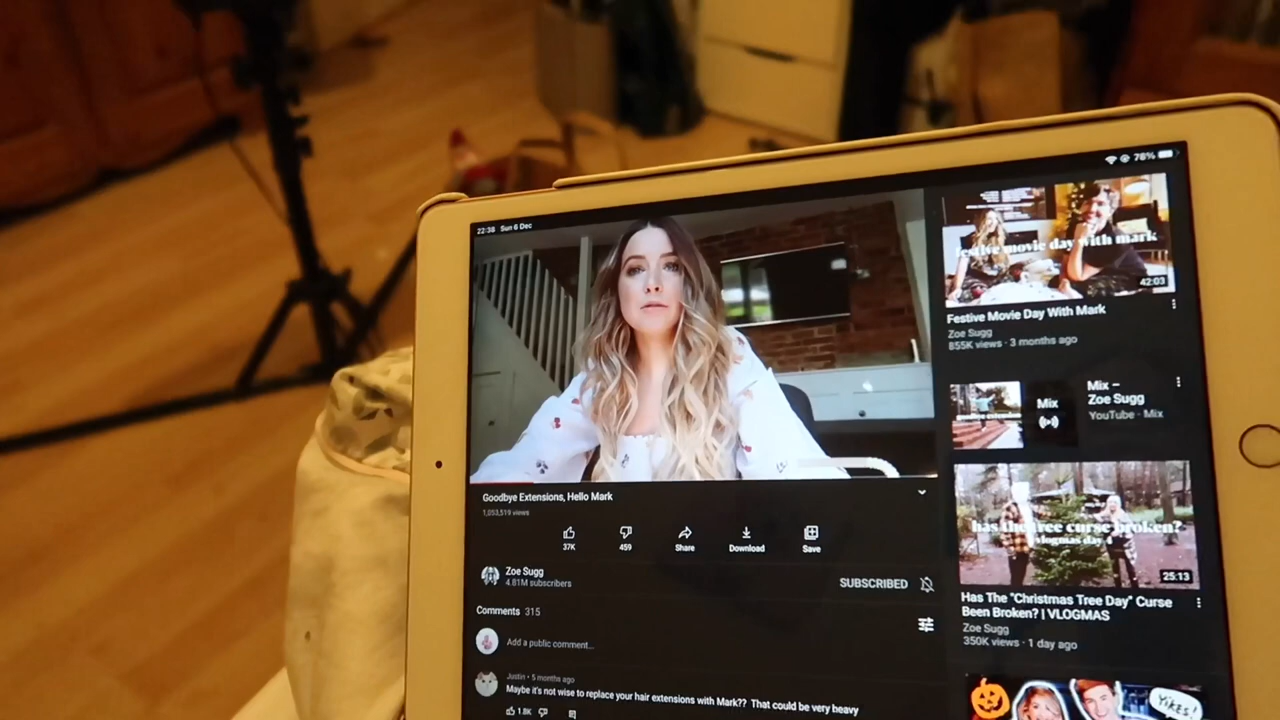 22:38 Sun 6 Dec
76%
Goodbye Extensions, Hello Mark
1,053,519 views
37K
459
Share
Download
Save
Zoe Sugg
4.81M subscribers
SUBSCRIBED
Comments 315
Add a public comment...
Justin • 5 months ago
Maybe it's not wise to replace your hair extensions with Mark?? That could be very heavy
1.8K
festive movie day with mark
42:03
Festive Movie Day With Mark
Zoe Sugg
855K views · 3 months ago
Mix
Mix –
Zoe Sugg
YouTube · Mix
has the tree curse broken?
vlogmas day 4
25:13
Has The "Christmas Tree Day" Curse
Been Broken? | VLOGMAS
Zoe Sugg
350K views · 1 day ago
YiKES!